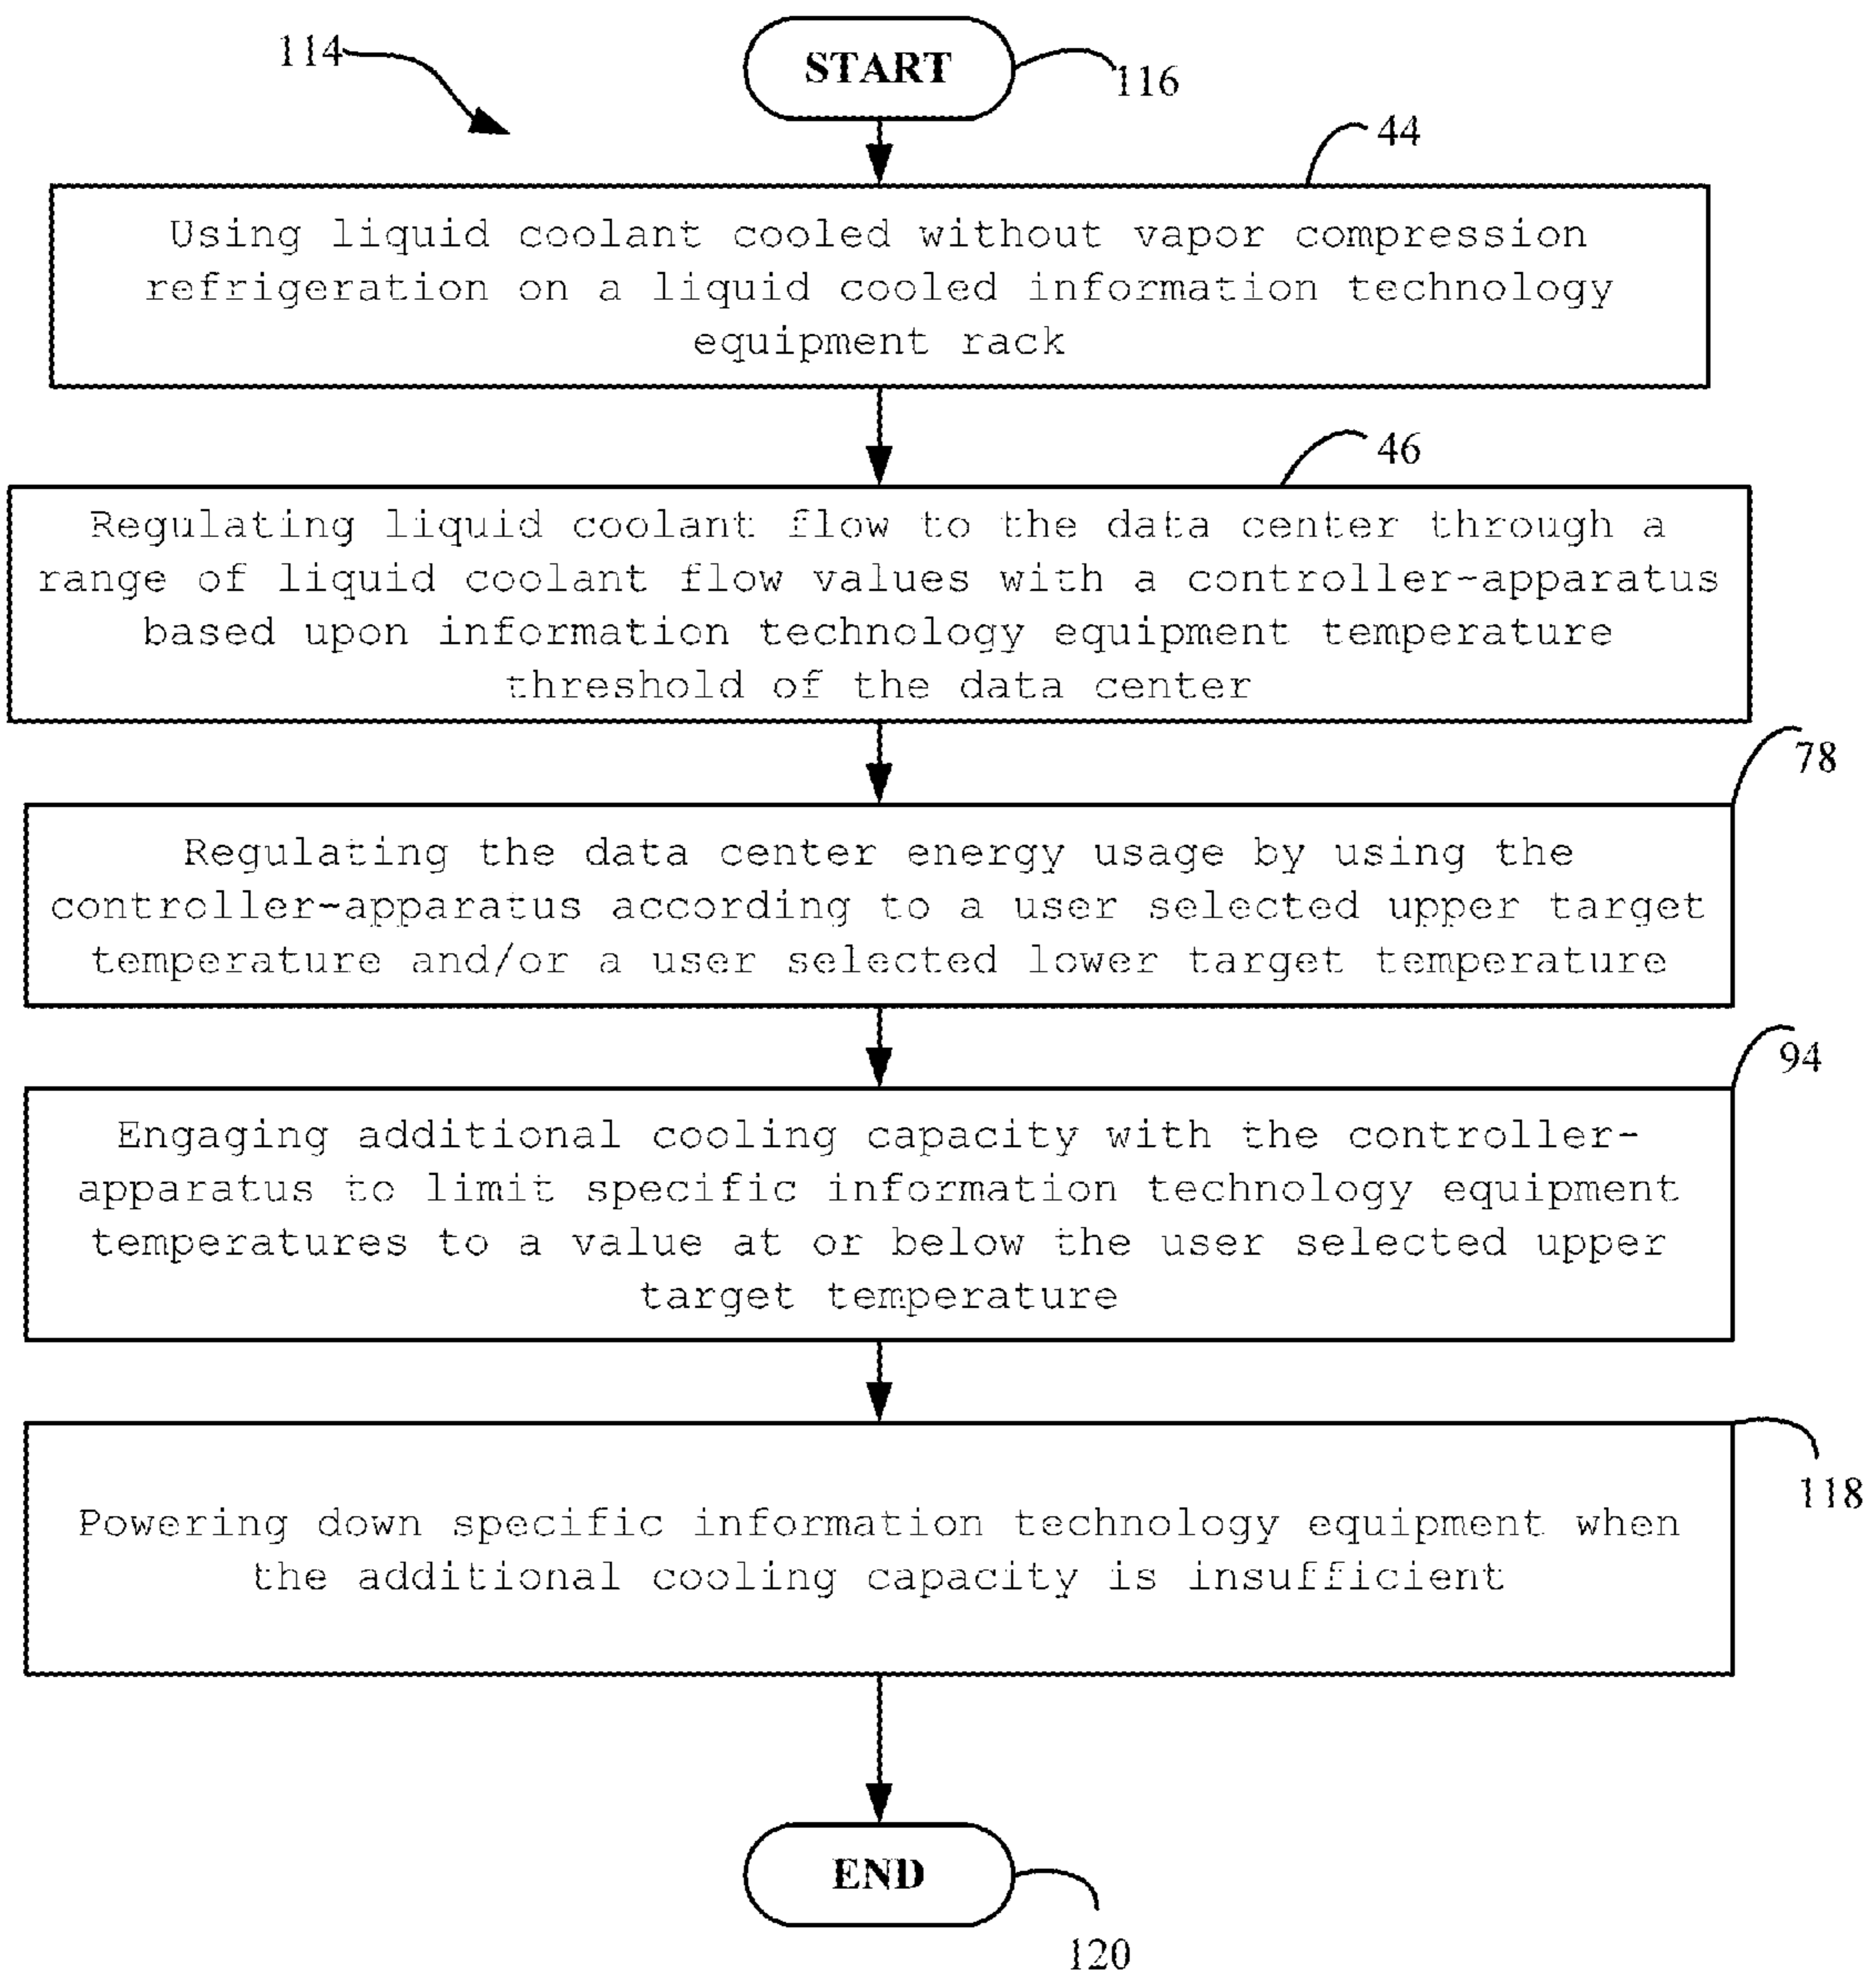 114
START
116
44
Using liquid coolant cooled without vapor compression
refrigeration on a liquid cooled information technology
equipment rack
46
Regulating liquid coolant flow to the data center through a
range of liquid coolant flow values with a controller-apparatus
based upon information technology equipment temperature
threshold of the data center
78
Regulating the data center energy usage by using the
controller-apparatus according to a user selected upper target
temperature and/or a user selected lower target temperature
94
Engaging additional cooling capacity with the controller-
apparatus to limit specific information technology equipment
temperatures to a value at or below the user selected upper
target temperature
118
Powering down specific information technology equipment when
the additional cooling capacity is insufficient
END
120